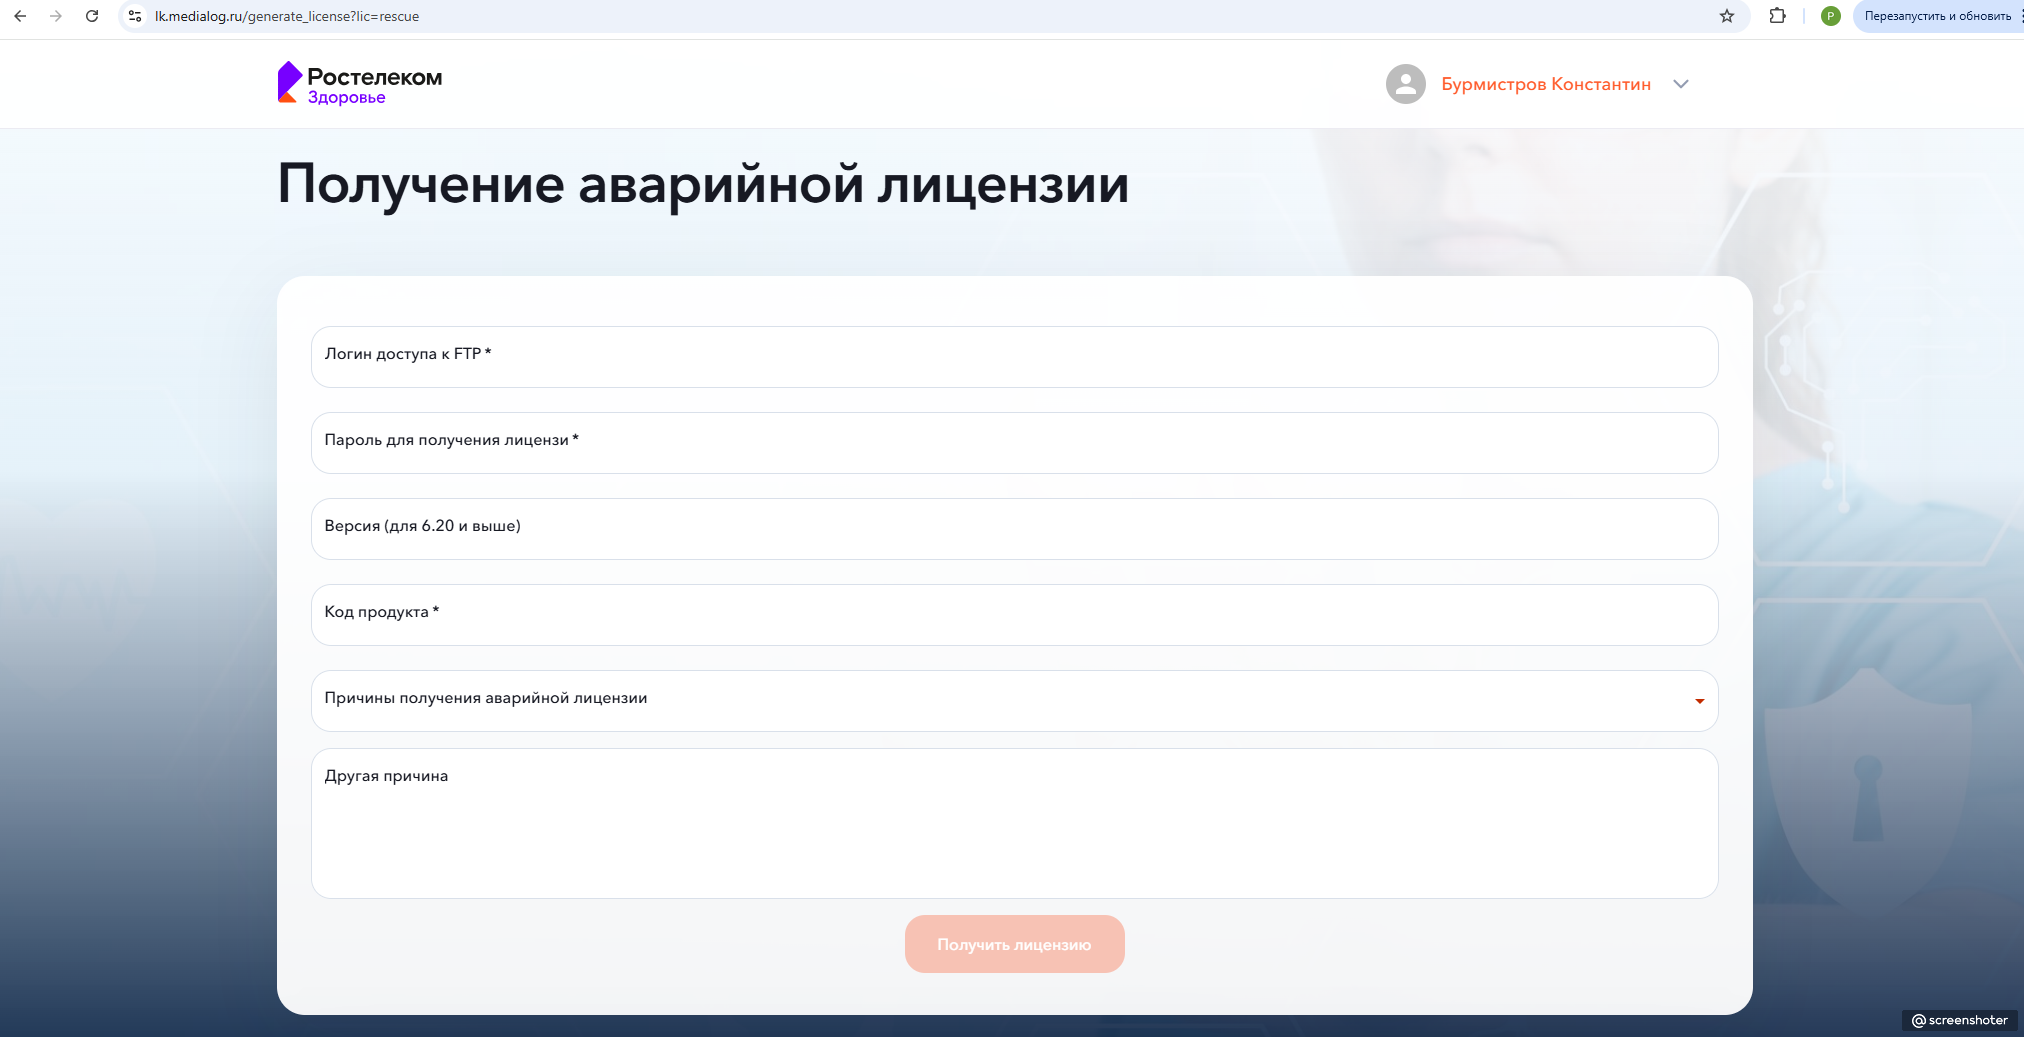 lk.medialog.ru/generate_license?lic=rescue
P
Перезапустить и обновить
Ростелеком
Здоровье
Бурмистров Константин
Получение аварийной лицензии
Логин доступа к FTP *
Пароль для получения лицензи *
Версия (для 6.20 и выше)
Код продукта *
Причины получения аварийной лицензии
Другая причина
Получить лицензию
@screenshoter